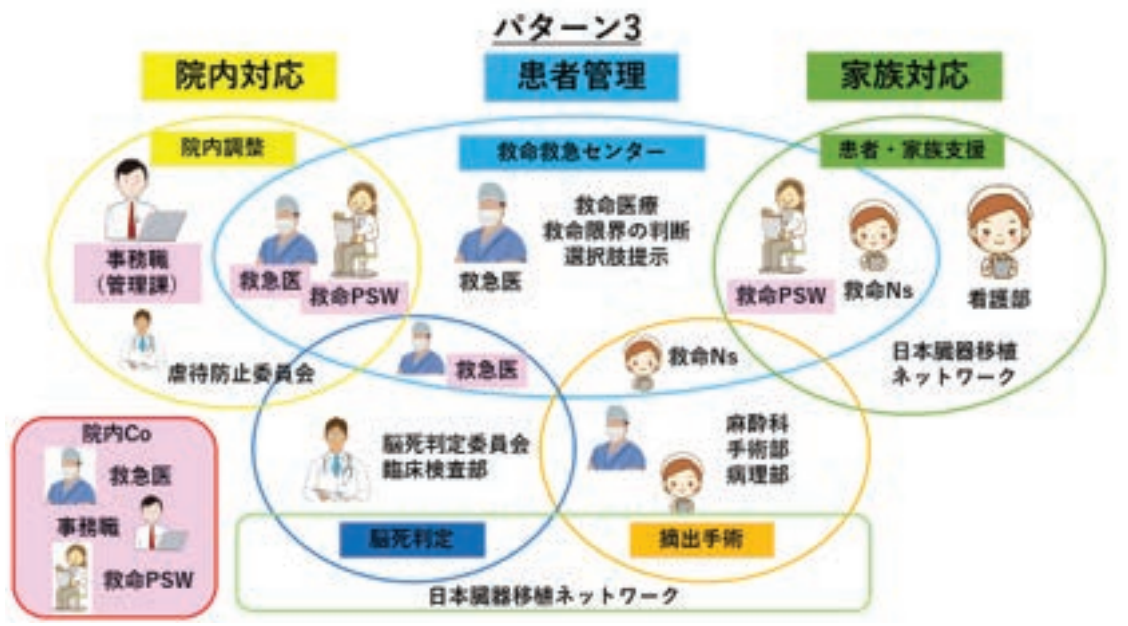 パターン3
院内対応
患者管理
家族対応
院内調整
救命救急センター
患者・家族支援
事務職
（管理課）
救急医
救命PSW
救急医
救命医療
救命限界の判断
選択肢提示
救命PSW
救命Ns
看護部
虐待防止委員会
救急医
救命Ns
日本臓器移植
ネットワーク
院内Co
救急医
事務職
救命PSW
脳死判定委員会
臨床検査部
麻酔科
手術部
病理部
脳死判定
摘出手術
日本臓器移植ネットワーク